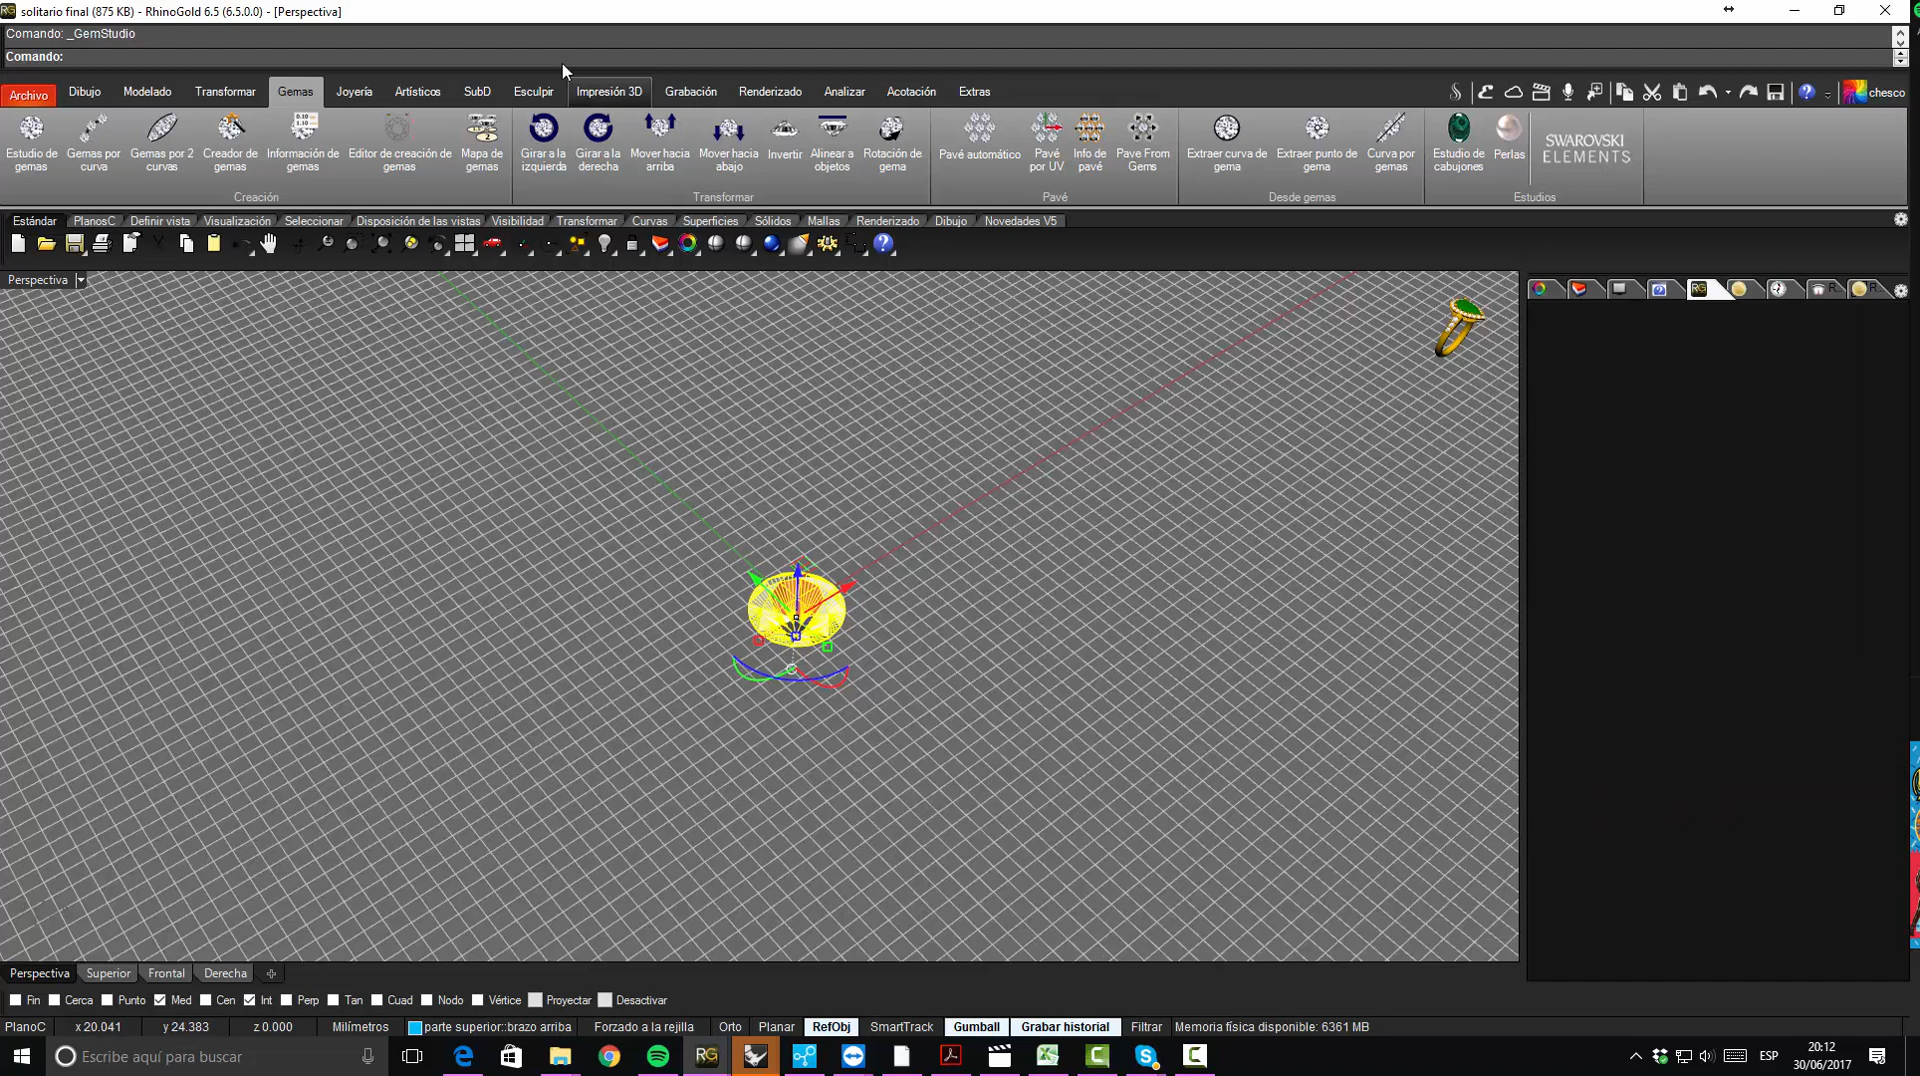 solitario final (875 KB) - RhinoGold 6.5 (6.5.0.0) - [Perspectiva]
Comando: _GemStudio
Comando:
Archivo Dibujo Modelado Transformar Gemas Joyería Artísticos SubD Esculpir Impresión 3D Grabación Renderizado Analizar Acotación Extras chesco
Estudio de gemas
Gemas por curva
Gemas por 2 curvas
Creador de gemas
Información de gemas
Editor de creación de gemas
Mapa de gemas
Girar a la izquierda
Girar a la derecha
Mover hacia arriba
Mover hacia abajo
Invertir
Alinear a objetos
Rotación de gema
Pavé automático
Pavé por UV
Info de pavé
Pave From Gems
Extraer curva de gema
Extraer punto de gema
Curva por gemas
Estudio de cabujones
Perlas
SWAROVSKI
ELEMENTS
Creación Transformar Pavé Desde gemas Estudios
Estándar PlanosC Definir vista Visualización Seleccionar Disposición de las vistas Visibilidad Transformar Curvas Superficies Sólidos Mallas Renderizado Dibujo Novedades V5
Perspectiva
Perspectiva Superior Frontal Derecha
Fin Cerca Punto Med Cen Int Perp Tan Cuad Nodo Vértice Proyectar Desactivar
PlanoC x 20.041 y 24.383 z 0.000 Milímetros parte superior::brazo arriba Forzado a la rejilla Orto Planar RefObj SmartTrack Gumball Grabar historial Filtrar Memoria física disponible: 6361 MB
Escribe aquí para buscar
ESP
20:12
30/06/2017